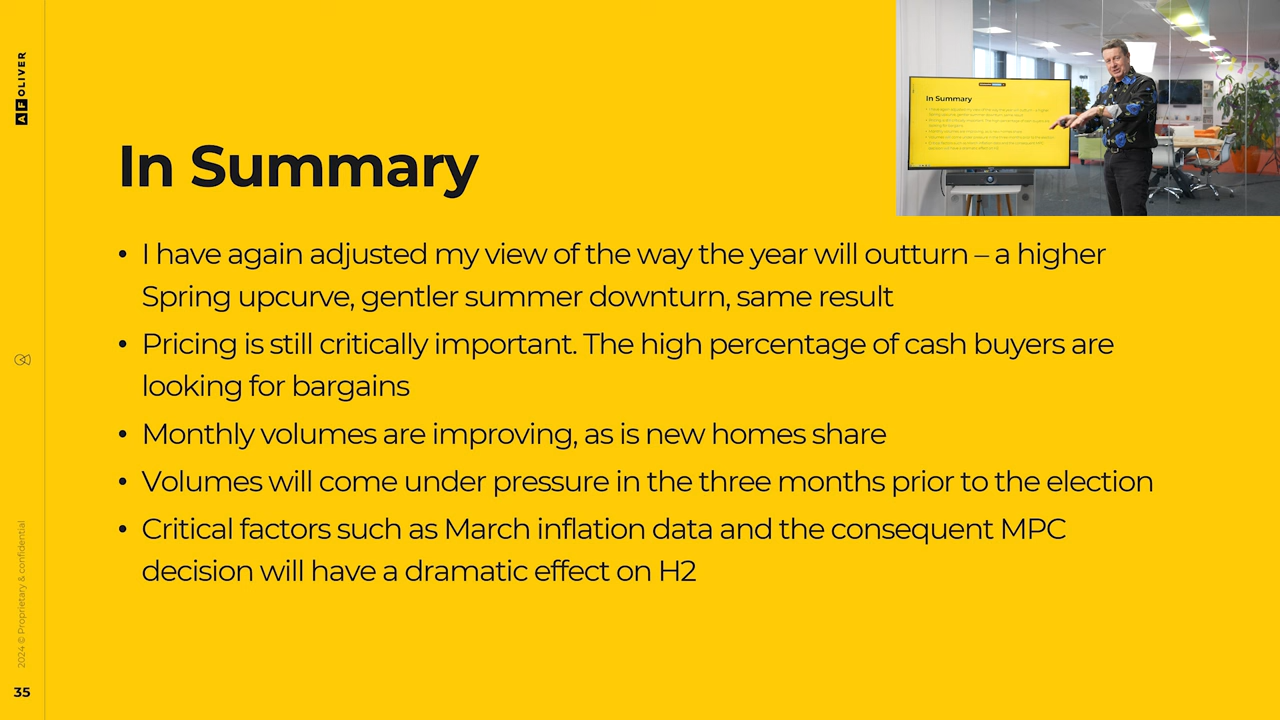 In Summary
• I have again adjusted my view of the way the year will outturn – a higher
Spring upcurve, gentler summer downturn, same result
• Pricing is still critically important. The high percentage of cash buyers are
looking for bargains
• Monthly volumes are improving, as is new homes share
• Volumes will come under pressure in the three months prior to the election
• Critical factors such as March inflation data and the consequent MPC
decision will have a dramatic effect on H2
AF OLIVER
2024 © Proprietary & confidential
35
In Summary